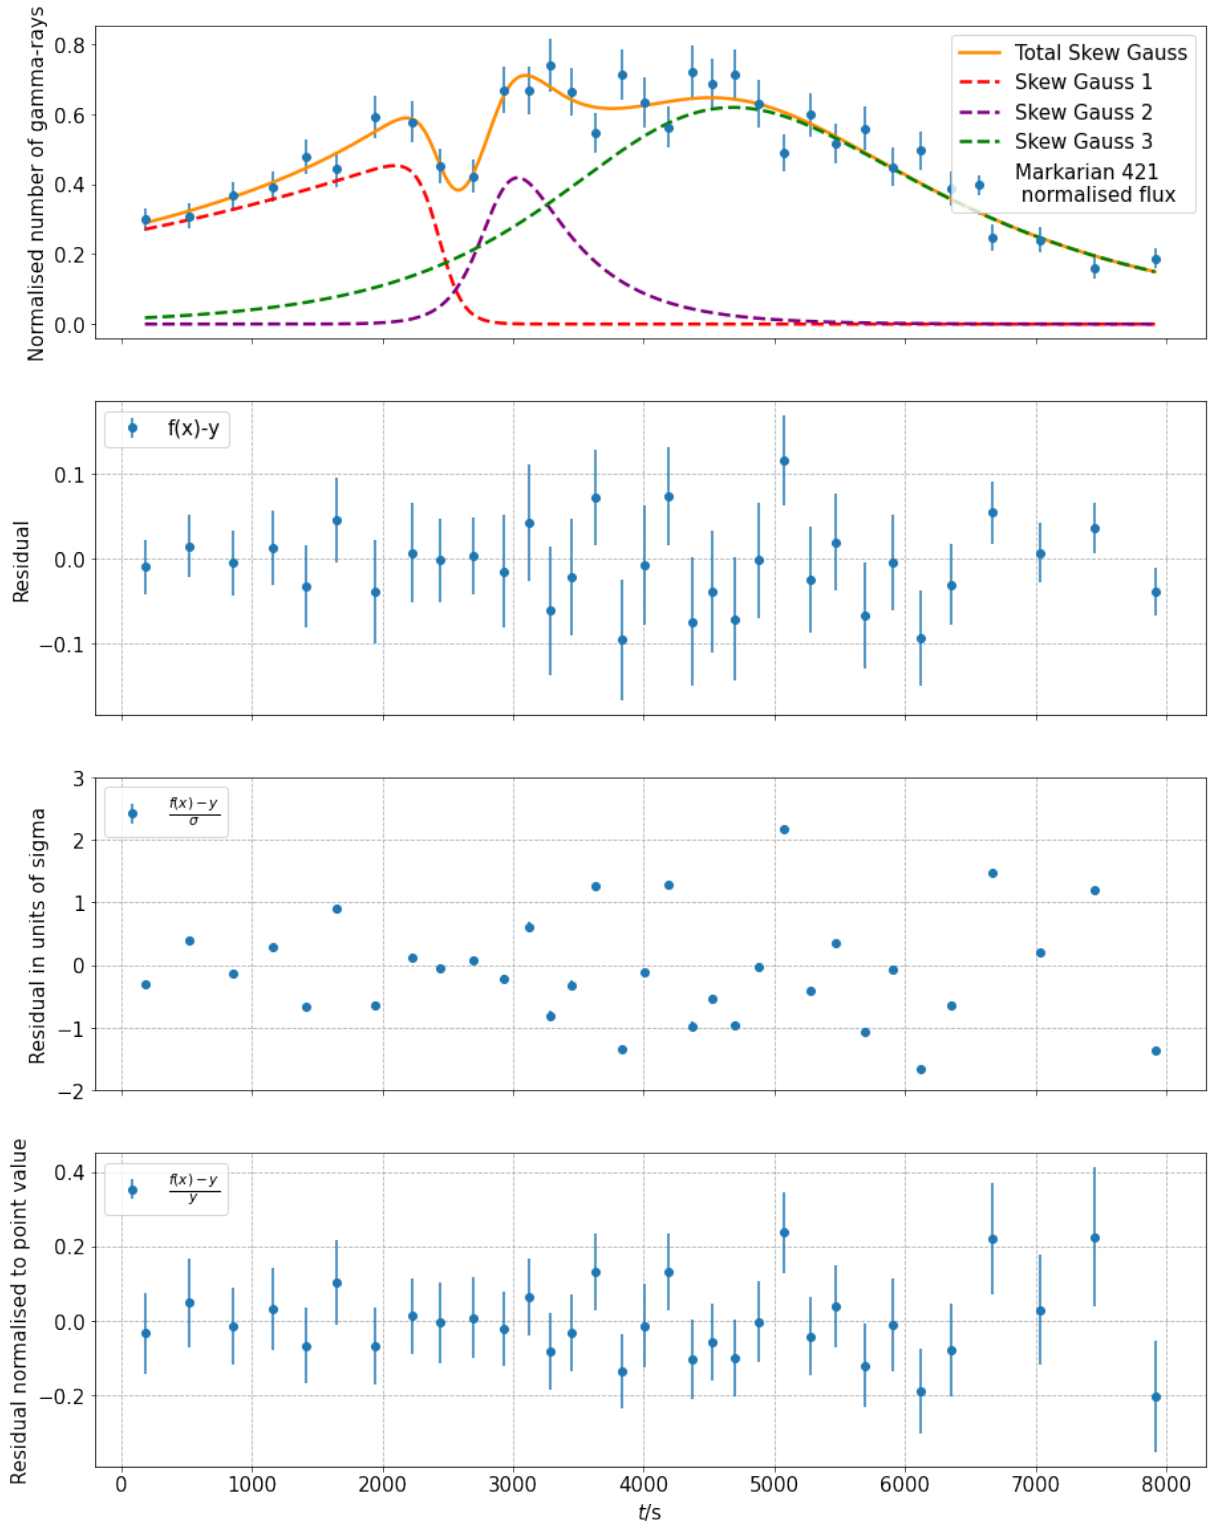 Normalised number of gamma-rays
0.8
0.6
0.4
0.2
0.0
Total Skew Gauss
Skew Gauss 1
Skew Gauss 2
Skew Gauss 3
Markarian 421
normalised flux
Residual
0.1
0.0
−0.1
f(x)-y
Residual in units of sigma
3
2
1
0
−1
−2
f(x) − y
σ
Residual normalised to point value
0.4
0.2
0.0
−0.2
f(x) − y
y
0 1000 2000 3000 4000 5000 6000 7000 8000
t/s